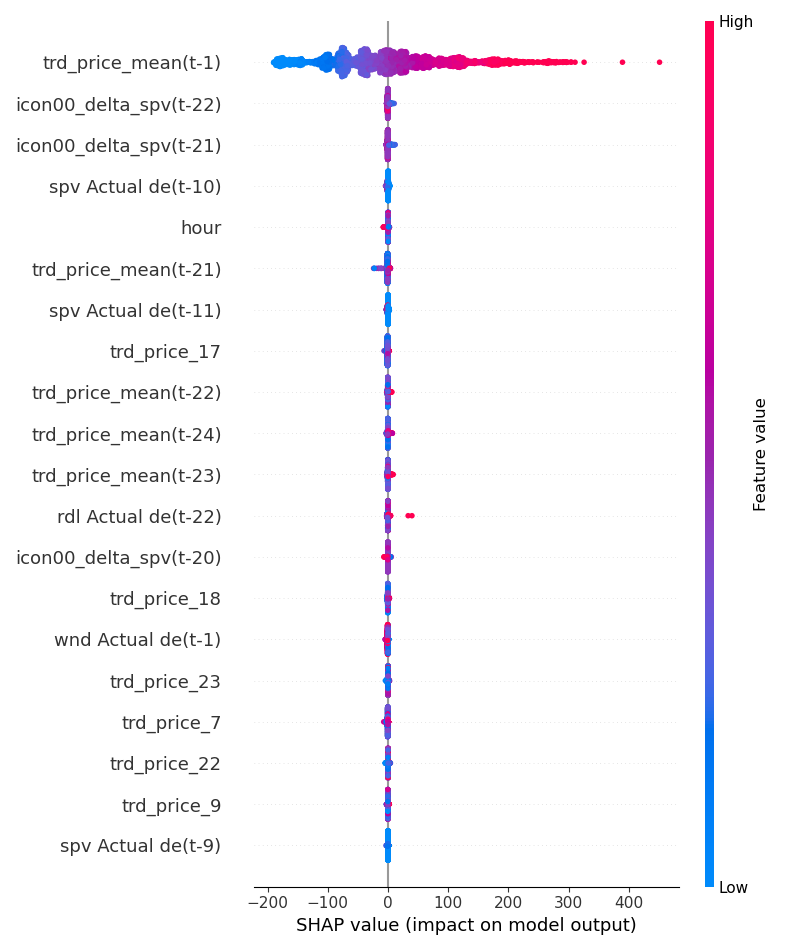 High
trd_price_mean(t-1)
icon00_delta_spv(t-22)
icon00_delta_spv(t-21)
spv Actual de(t-10)
hour
trd_price_mean(t-21)
spv Actual de(t-11)
trd_price_17
trd_price_mean(t-22)
trd_price_mean(t-24)
trd_price_mean(t-23)
rdl Actual de(t-22)
icon00_delta_spv(t-20)
trd_price_18
wnd Actual de(t-1)
trd_price_23
trd_price_7
trd_price_22
trd_price_9
spv Actual de(t-9)
Feature value
Low
−200 −100 0 100 200 300 400
SHAP value (impact on model output)